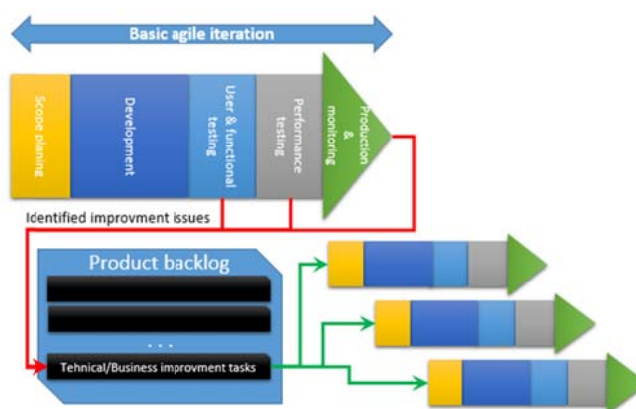 Basic agile iteration
Scope planing
Development
User & functional
testing
Performance
testing
Production
&
monitoring
Identified improvment issues
Product backlog
. . .
Tehnical/Business improvment tasks